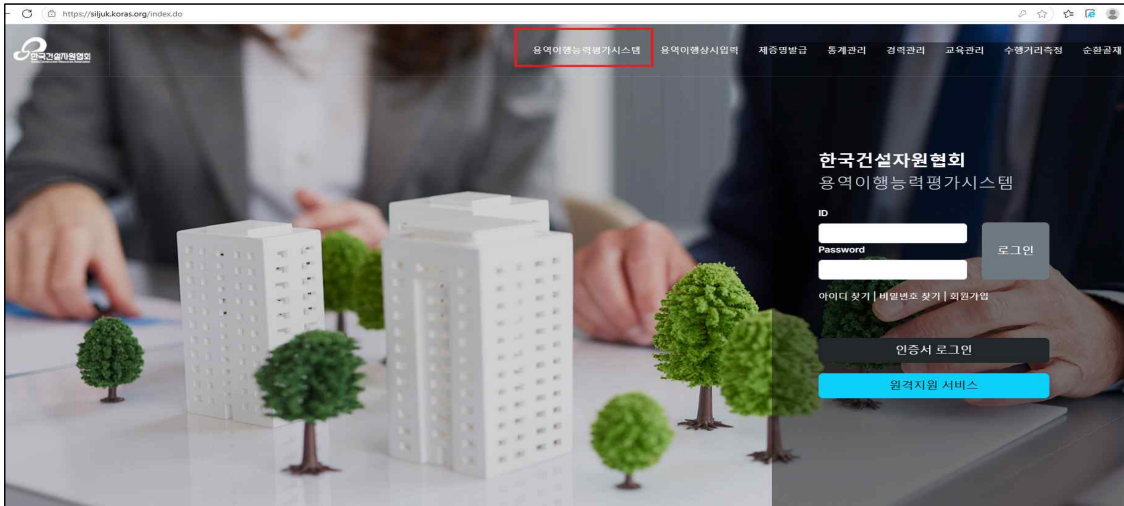 https://siljuk.koras.org/index.do
한국건설자원협회
용역이행능력평가시스템 용역이행상시입력 제증명발급 통계관리 경력관리 교육관리 수행거리측정 순환골재
한국건설자원협회
용역이행능력평가시스템
ID
Password
로그인
아이디 찾기 | 비밀번호 찾기 | 회원가입
인증서 로그인
원격지원 서비스